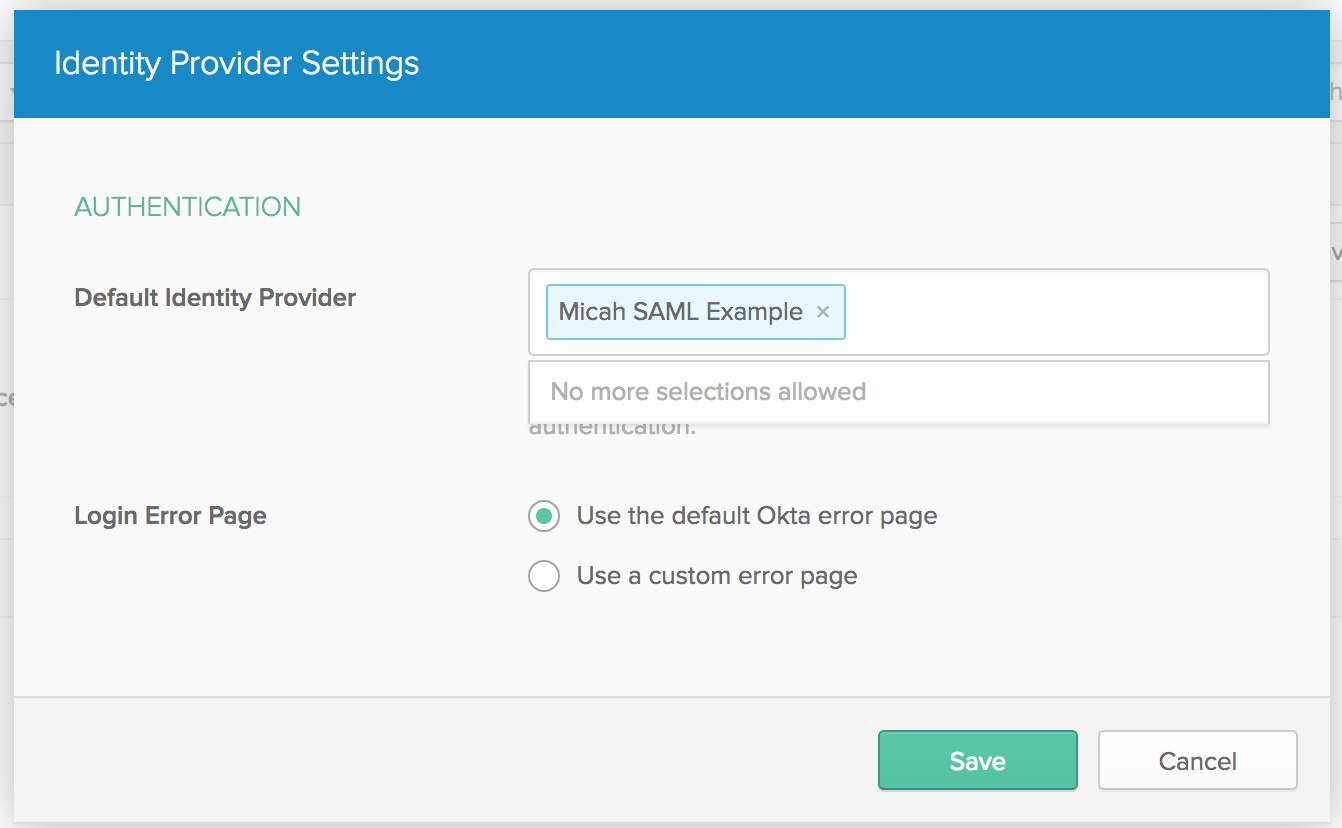 Identity Provider Settings
AUTHENTICATION
Default Identity Provider
Micah SAML Example ×
No more selections allowed
authentication.
Login Error Page
Use the default Okta error page
Use a custom error page
Save
Cancel